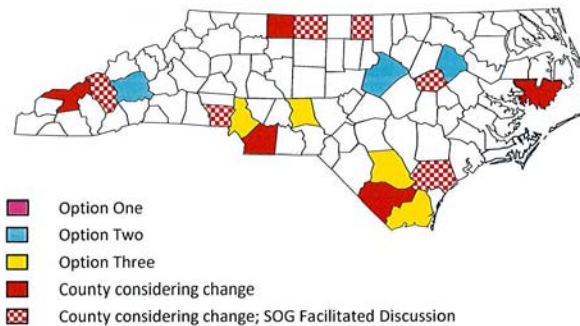 Option One
Option Two
Option Three
County considering change
County considering change; SOG Facilitated Discussion